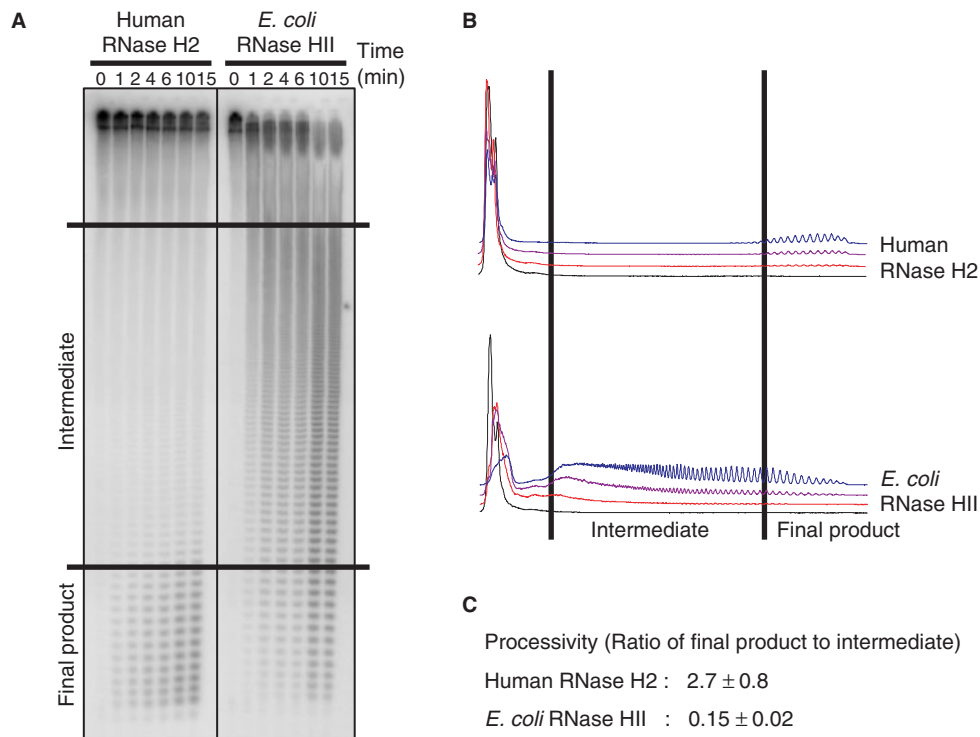 A
Human
RNase H2
E. coli
RNase HII
Time
(min)
0 1 2 4 6 10 15
0 1 2 4 6 10 15
Intermediate
Final product
B
Human
RNase H2
E. coli
RNase HII
Intermediate
Final product
C
Processivity (Ratio of final product to intermediate)
Human RNase H2 : 2.7 ± 0.8
E. coli RNase HII : 0.15 ± 0.02